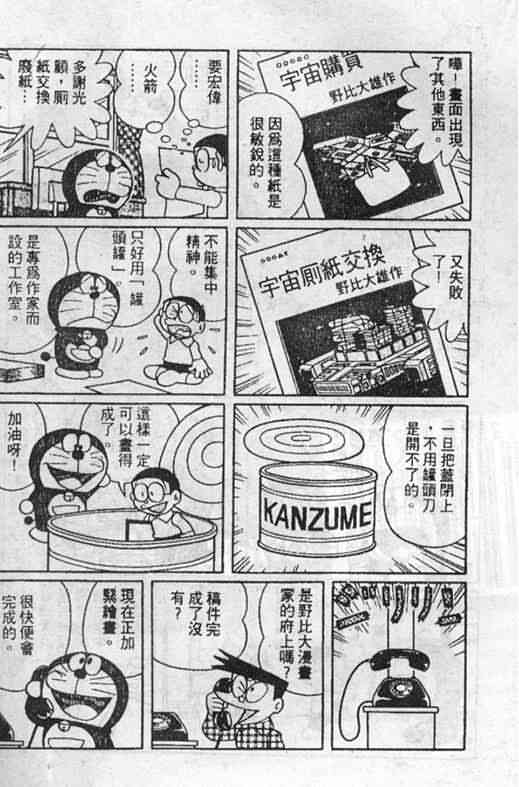 嘩！畫面出現
了其他東西。
宇宙購買
野比大雄作
因為這種紙是
很敏銳的。
……要宏偉
火箭
……
多謝光
顧，廁
紙交換
廢紙…
又失敗
了！
宇宙廁紙交換
野比大雄作
不能集中
精神。
只好用「罐
頭罐」。
是專為作家而
設的工作室。
一旦把蓋閉上
，不用罐頭刀
是開不了的。
KANZUME
這樣一定
可以畫得
成了。
加油呀！
是野比大漫畫
家的府上嗎？
稿件完
成了沒
有？
現在正加
緊繪畫。
很快便會
完成的。